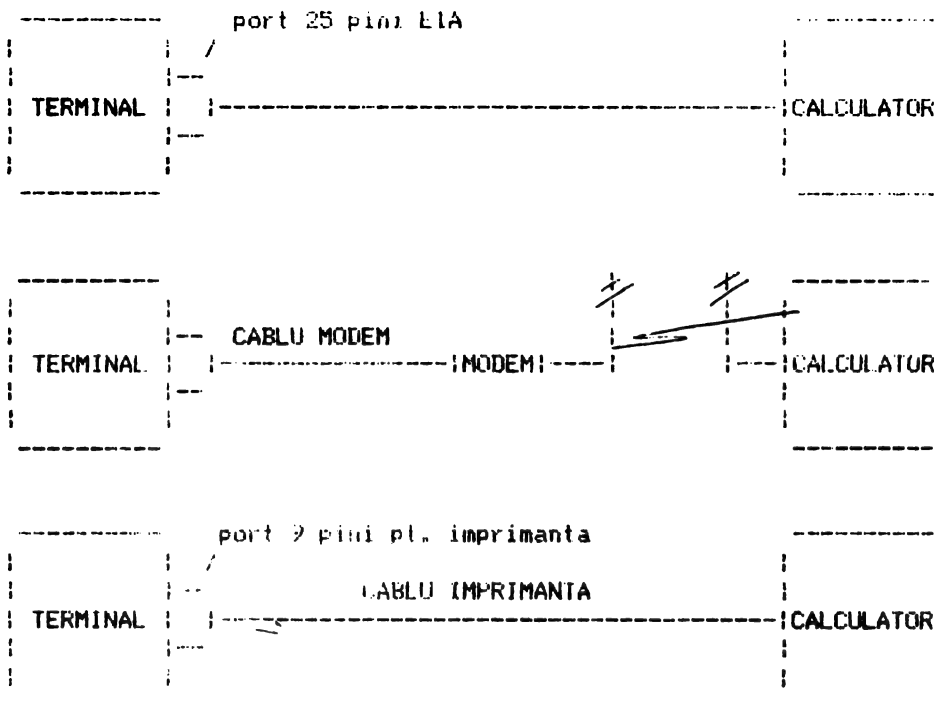 port 25 pini EIA
TERMINAL CALCULATOR
CABLU MODEM
TERMINAL MODEM CALCULATOR
port 9 pini pt. imprimanta
CABLU IMPRIMANTA
TERMINAL CALCULATOR